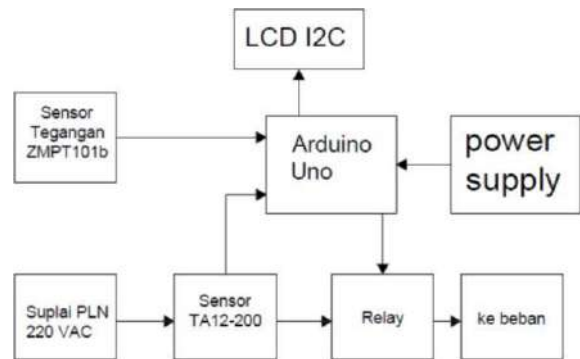 LCD I2C
Sensor
Tegangan
ZMPT101b
Arduino
Uno
power
supply
Suplai PLN
220 VAC
Sensor
TA12-200
Relay
ke beban